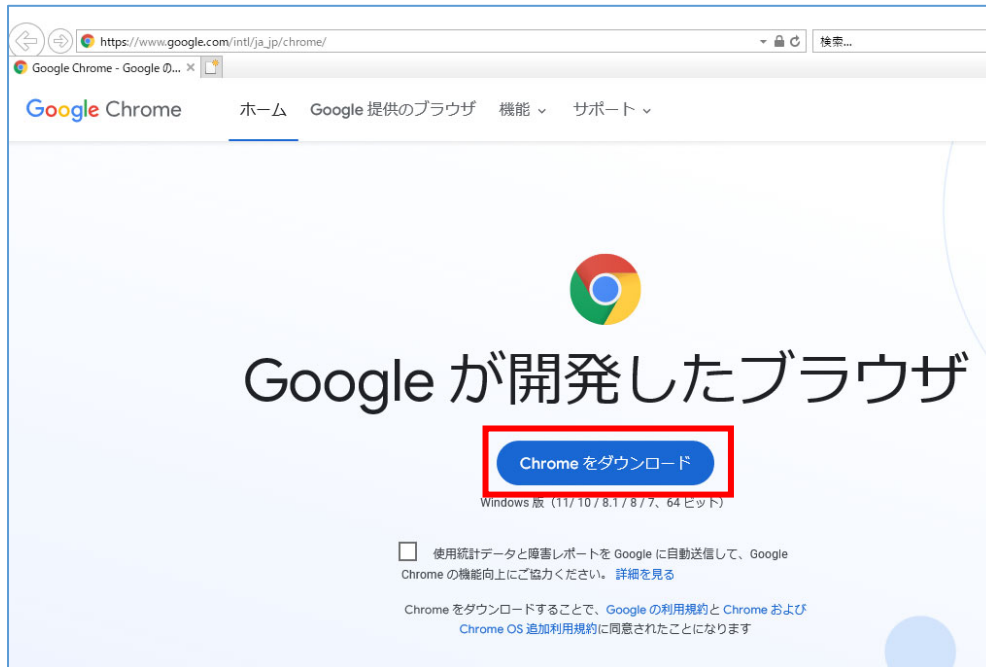 https://www.google.com/intl/ja_jp/chrome/
検索...
Google Chrome - Google の...
Google Chrome ホーム Google 提供のブラウザ 機能 サポート
Google が開発したブラウザ
Chrome をダウンロード
Windows 版（11/ 10 / 8.1 / 8 / 7、64 ビット）
使用統計データと障害レポートを Google に自動送信して、Google
Chrome の機能向上にご協力ください。 詳細を見る
Chrome をダウンロードすることで、Google の利用規約と Chrome および
Chrome OS 追加利用規約に同意されたことになります